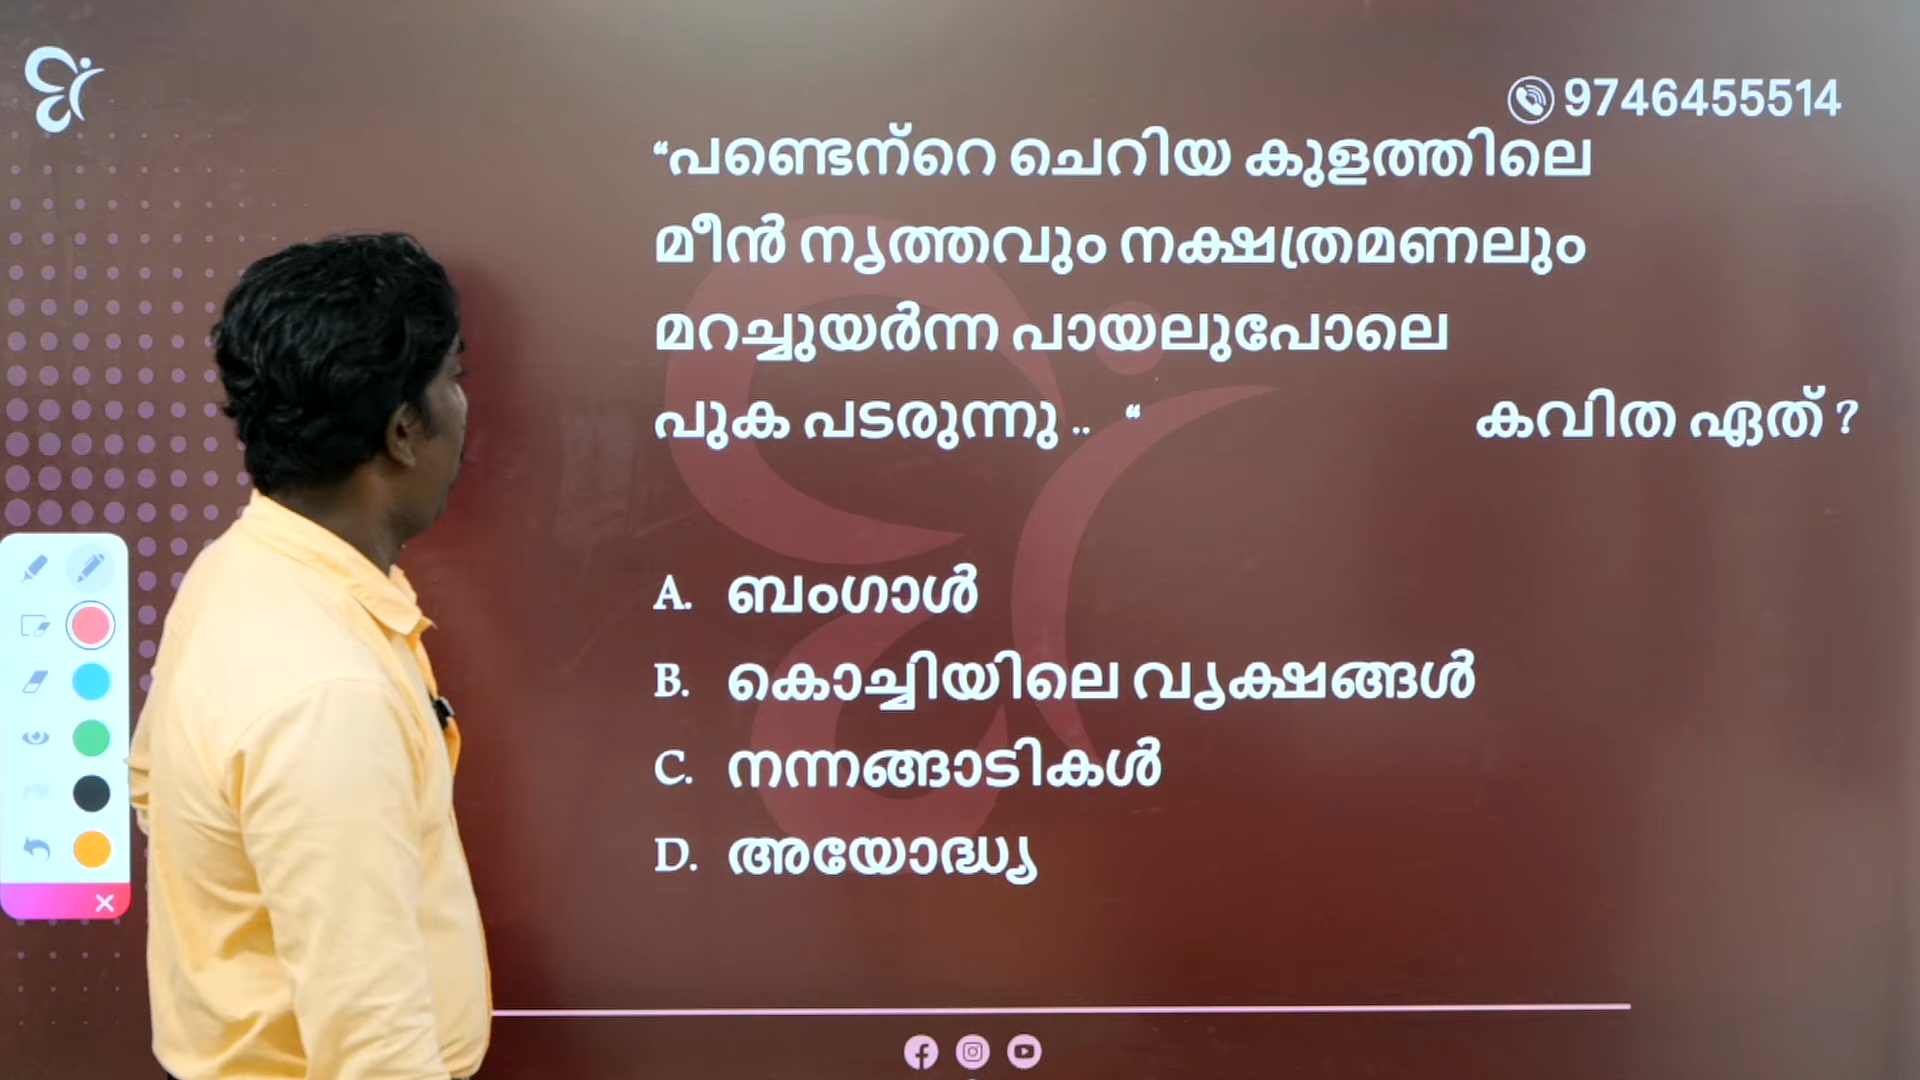 9746455514
“പണ്ടെന്റെ ചെറിയ കുളത്തിലെ
മീൻ നൃത്തവും നക്ഷത്രമണലും
മറച്ചുയർന്ന പായലുപോലെ
പുക പടരുന്നു .. “ കവിത ഏത് ?
A. ബംഗാൾ
B. കൊച്ചിയിലെ വൃക്ഷങ്ങൾ
C. നന്നങ്ങാടികൾ
D. അയോദ്ധ്യ